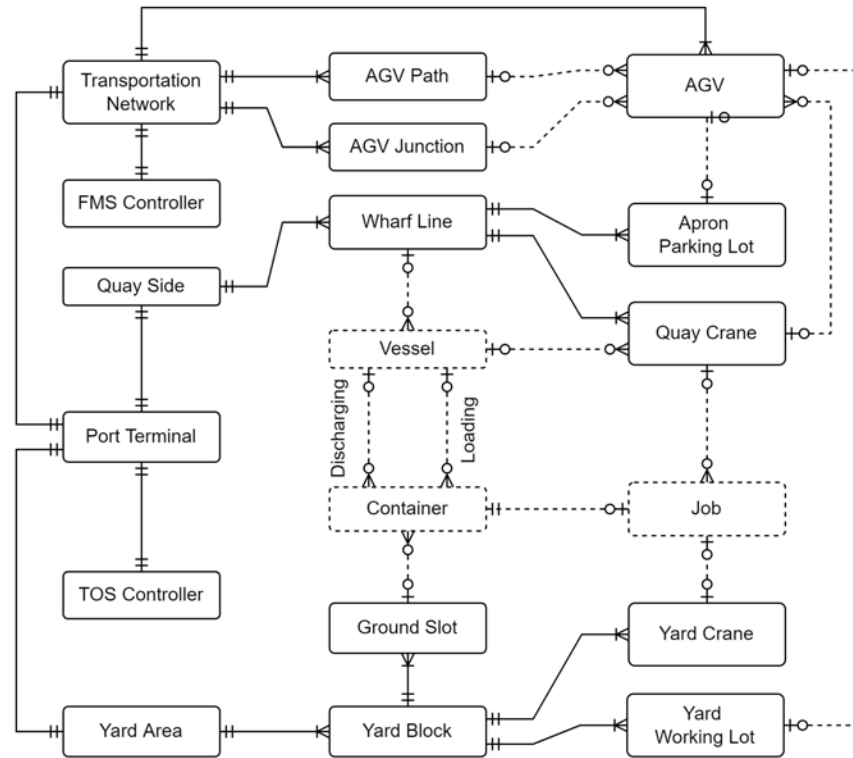 Transportation
Network
AGV Path
AGV
AGV Junction
FMS Controller
Wharf Line
Apron
Parking Lot
Quay Side
Vessel
Quay Crane
Discharging
Loading
Port Terminal
Container
Job
TOS Controller
Ground Slot
Yard Crane
Yard Area
Yard Block
Yard
Working Lot